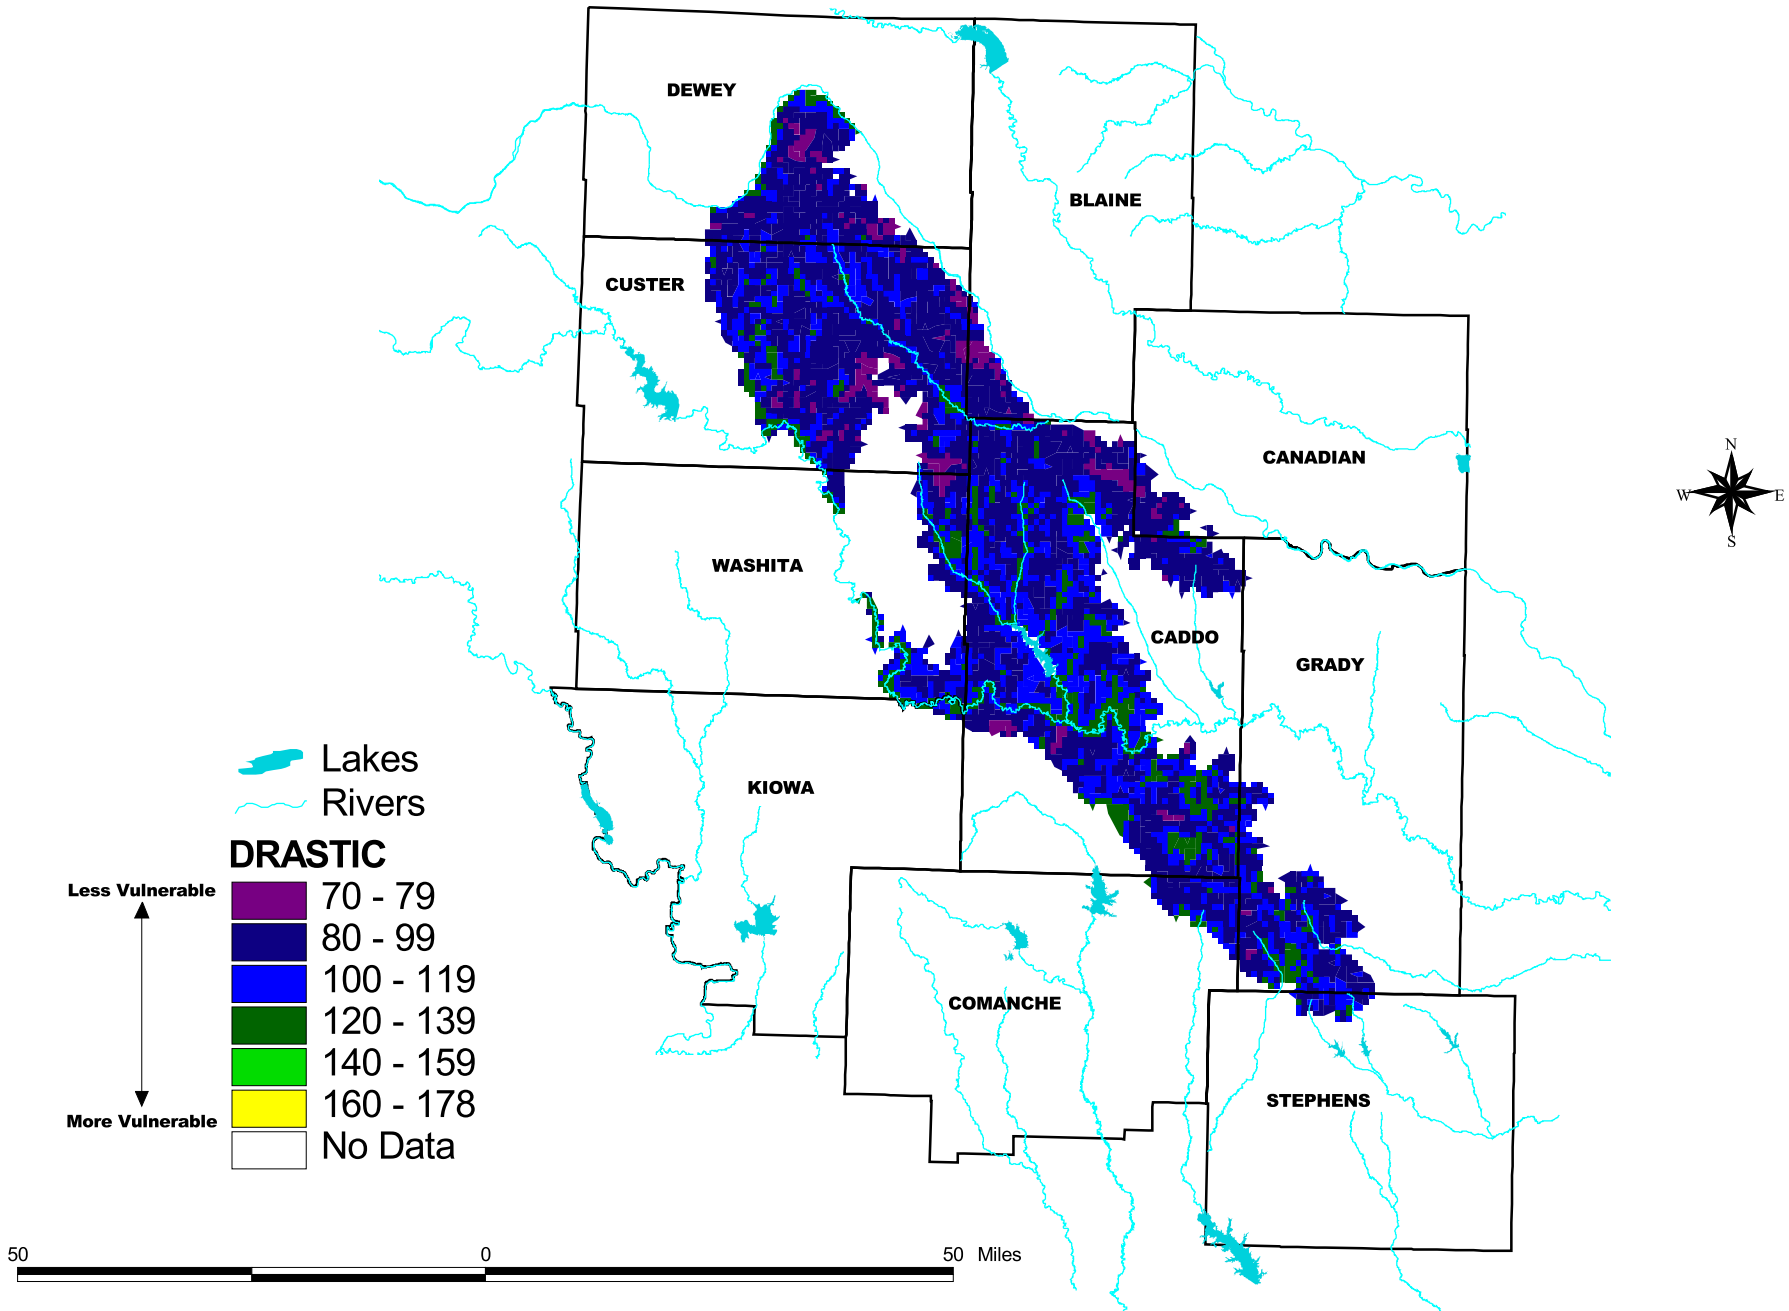 DEWEY
BLAINE
CUSTER
CANADIAN
N
W
E
S
WASHITA
CADDO
GRADY
KIOWA
Lakes
Rivers
DRASTIC
Less Vulnerable
70 - 79
80 - 99
100 - 119
120 - 139
140 - 159
160 - 178
More Vulnerable
No Data
COMANCHE
STEPHENS
50 0 50 Miles